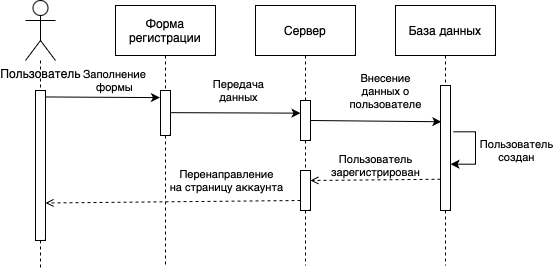 Форма
регистрации
Сервер
База данных
Пользователь
Заполнение
формы
Передача
данных
Внесение
данных о
пользователе
Пользователь
создан
Пользователь
зарегистрирован
Перенаправление
на страницу аккаунта